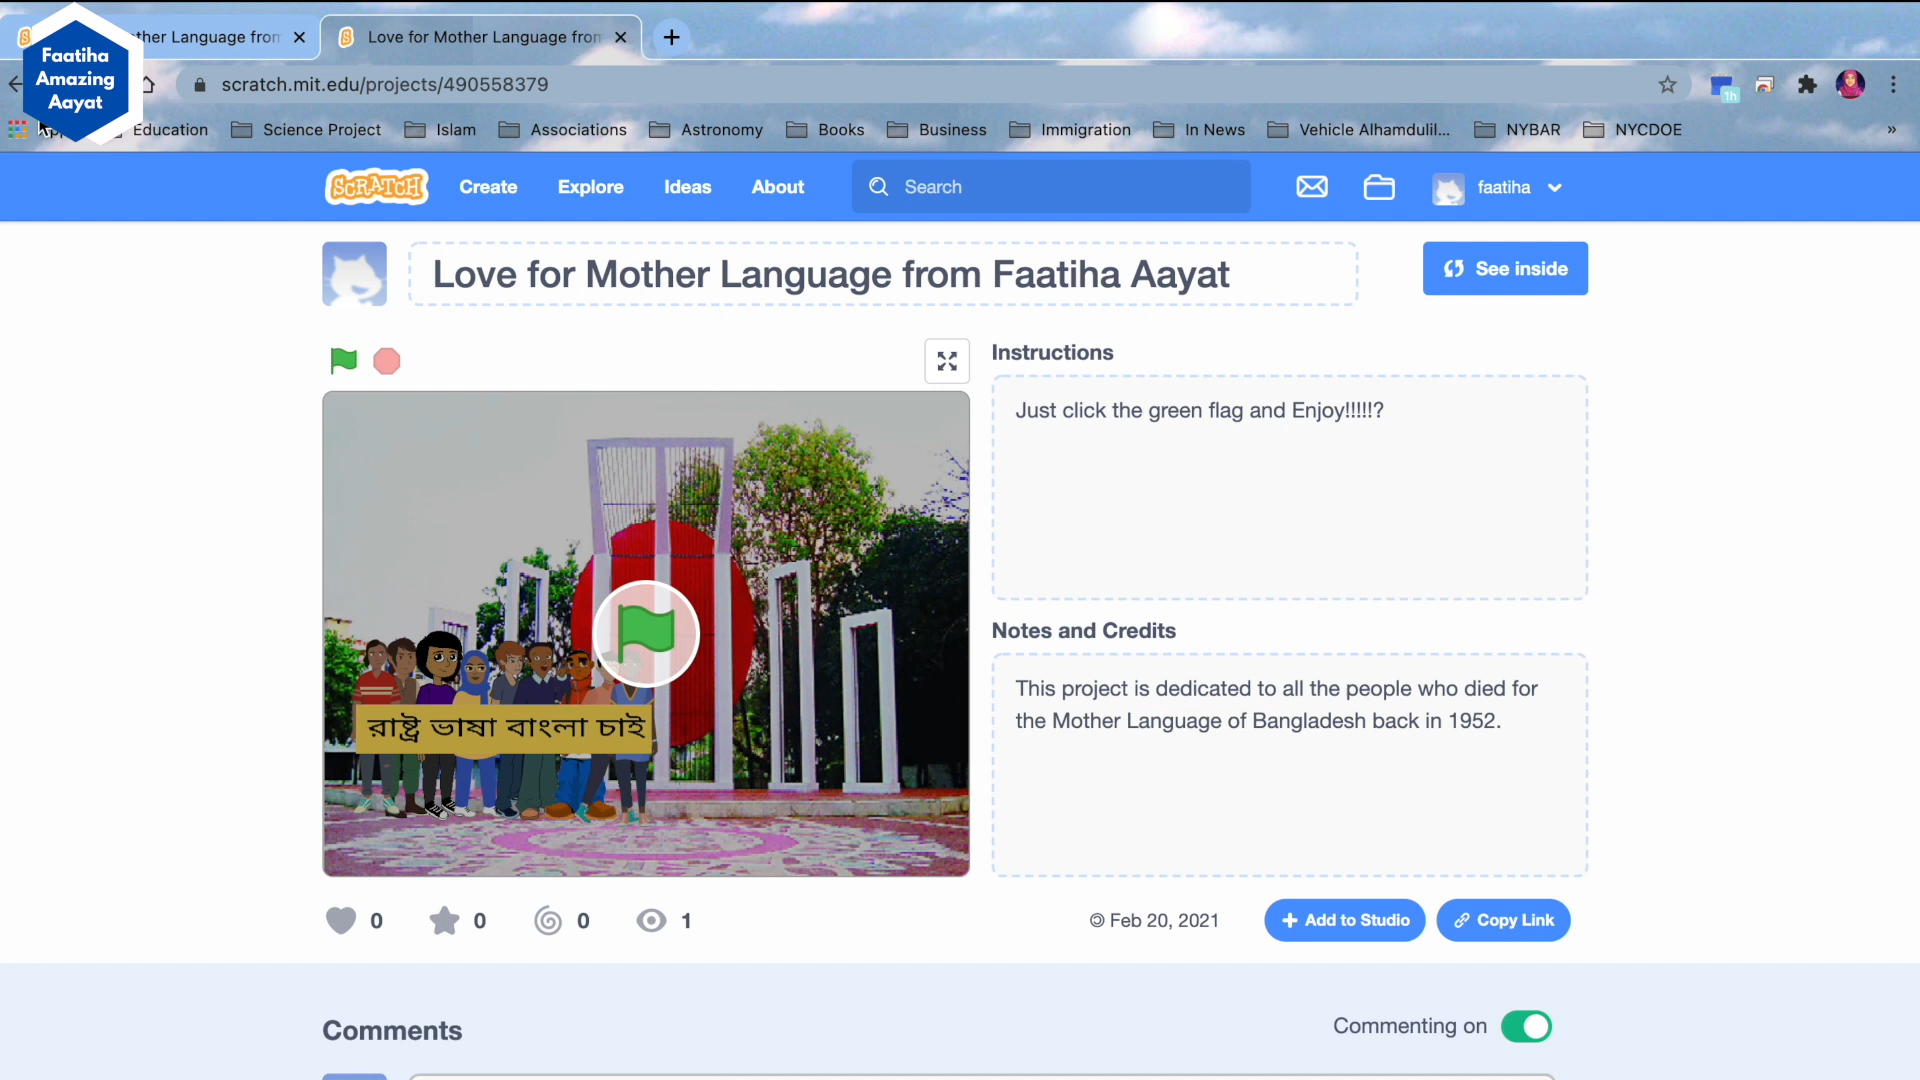 ther Language from
Love for Mother Language from
Faatiha
Amazing
Aayat
scratch.mit.edu/projects/490558379
1h
Education
Science Project
Islam
Associations
Astronomy
Books
Business
Immigration
In News
Vehicle Alhamdulil...
NYBAR
NYCDOE
»
SCRATCH
Create
Explore
Ideas
About
Search
faatiha
Love for Mother Language from Faatiha Aayat
See inside
Instructions
Just click the green flag and Enjoy!!!!!?
রাষ্ট্র ভাষা বাংলা চাই
Notes and Credits
This project is dedicated to all the people who died for
the Mother Language of Bangladesh back in 1952.
0
0
0
1
© Feb 20, 2021
Add to Studio
Copy Link
Comments
Commenting on